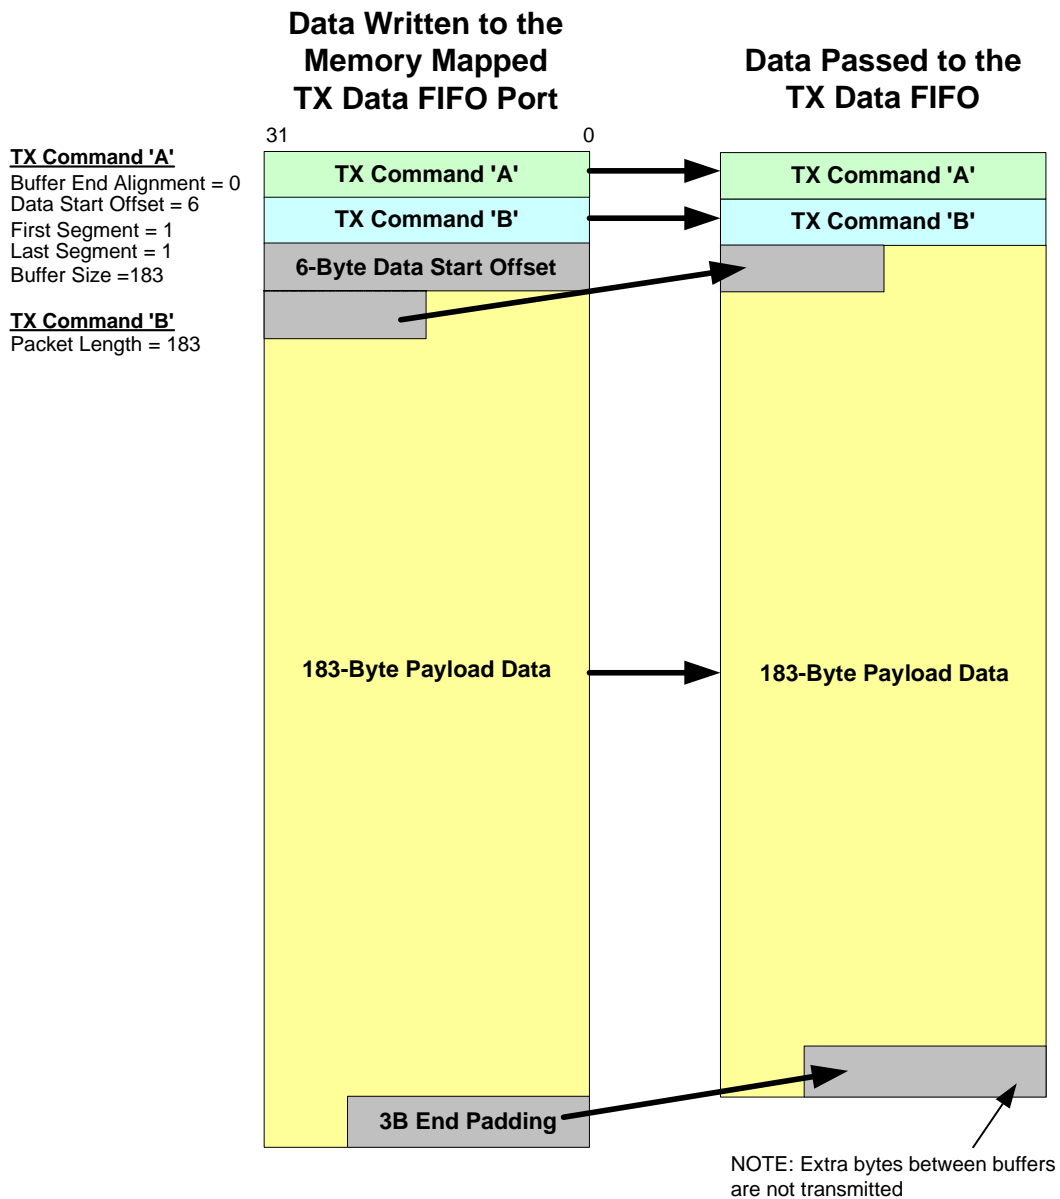 Data Written to the
Memory Mapped
TX Data FIFO Port
Data Passed to the
TX Data FIFO
31
0
TX Command 'A'
Buffer End Alignment = 0
Data Start Offset = 6
First Segment = 1
Last Segment = 1
Buffer Size =183
TX Command 'B'
Packet Length = 183
TX Command 'A'
TX Command 'B'
6-Byte Data Start Offset
183-Byte Payload Data
3B End Padding
TX Command 'A'
TX Command 'B'
183-Byte Payload Data
NOTE: Extra bytes between buffers
are not transmitted